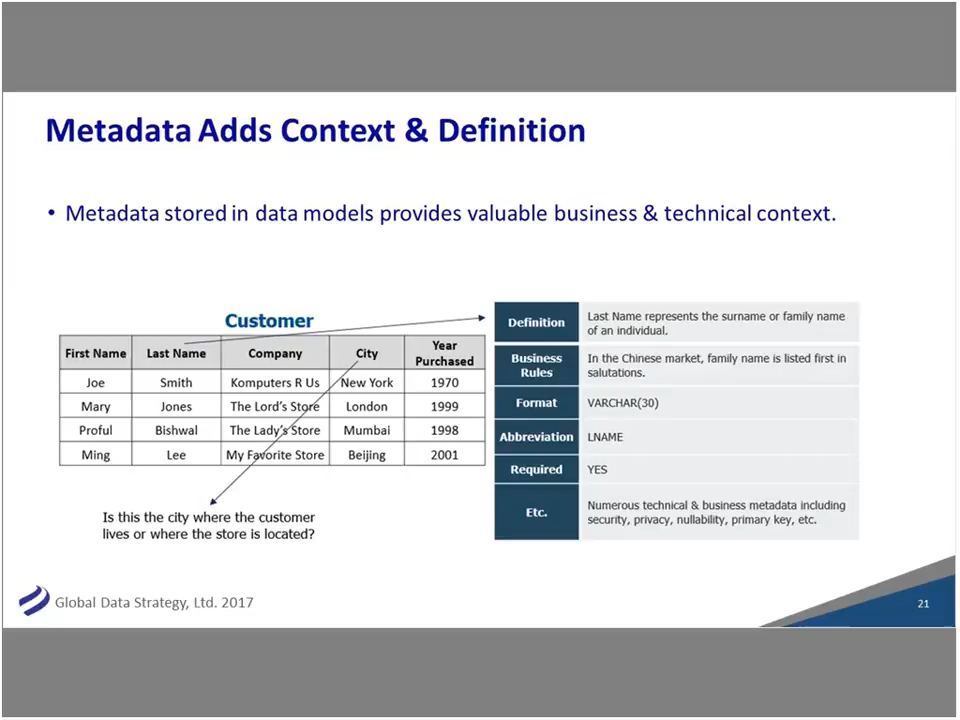 Metadata Adds Context & Definition
• Metadata stored in data models provides valuable business & technical context.
Customer
First Name Last Name Company City Year Purchased
Joe Smith Komputers R Us New York 1970
Mary Jones The Lord's Store London 1999
Proful Bishwal The Lady's Store Mumbai 1998
Ming Lee My Favorite Store Beijing 2001
Is this the city where the customer
lives or where the store is located?
Definition Last Name represents the surname or family name
of an individual.
Business Rules In the Chinese market, family name is listed first in
salutations.
Format VARCHAR(30)
Abbreviation LNAME
Required YES
Etc. Numerous technical & business metadata including
security, privacy, nullability, primary key, etc.
Global Data Strategy, Ltd. 2017
21